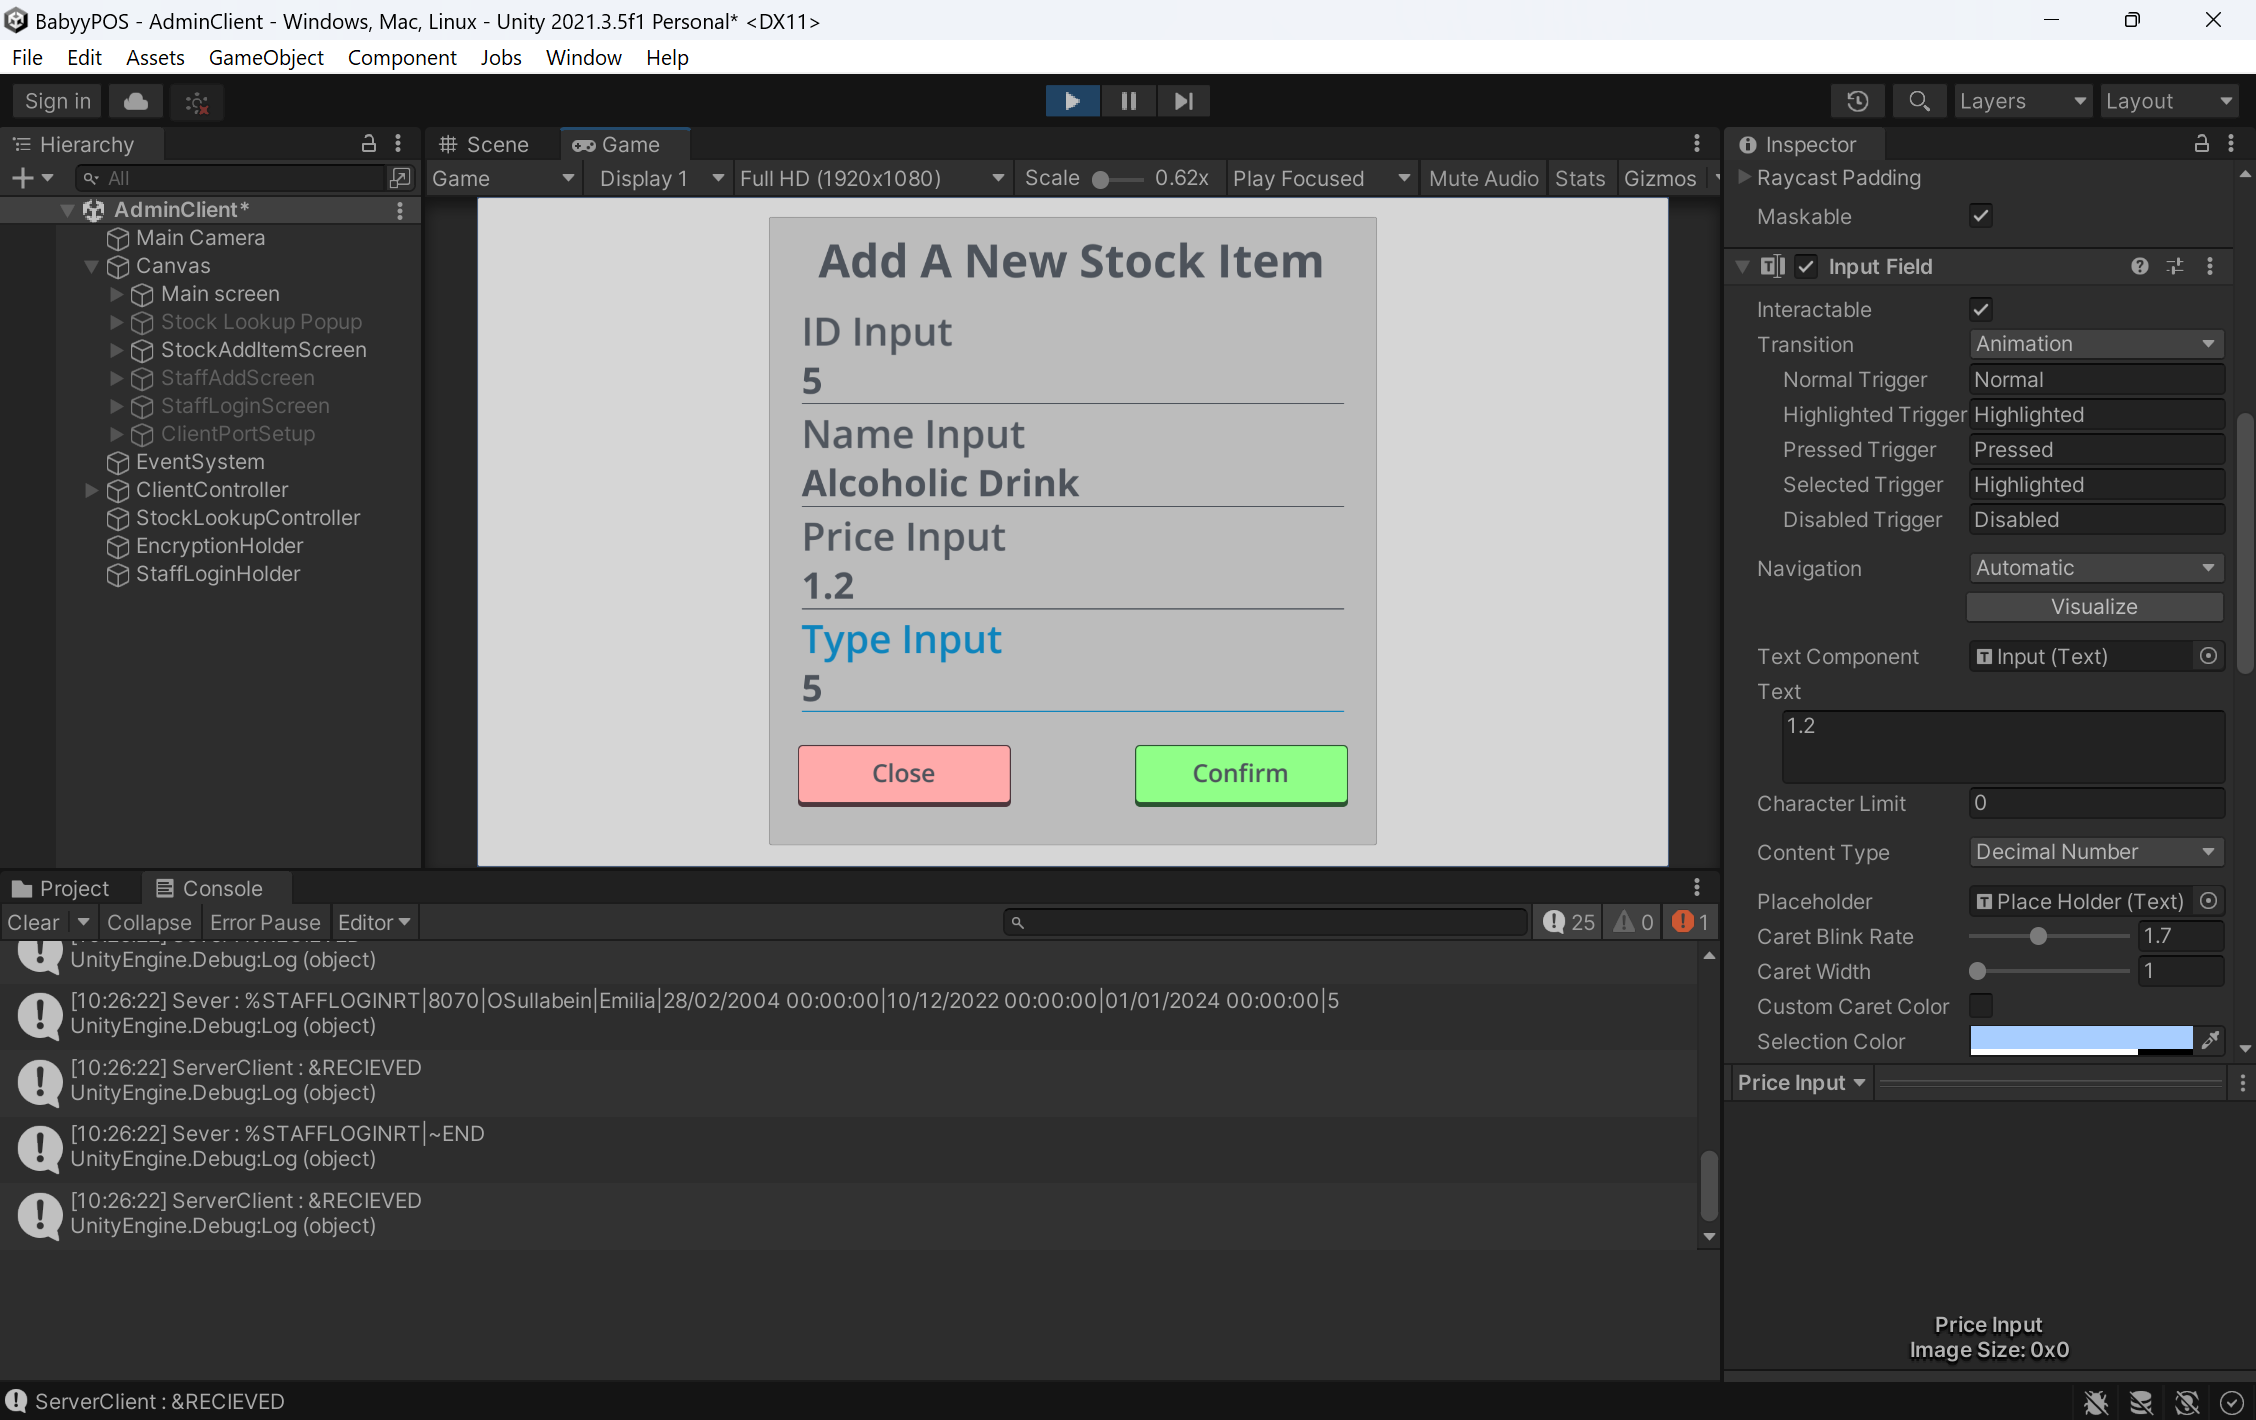 BabyyPOS - AdminClient - Windows, Mac, Linux - Unity 2021.3.5f1 Personal* <DX11>
File Edit Assets GameObject Component Jobs Window Help
Sign in
Layers
Layout
Hierarchy
All
AdminClient*
Main Camera
Canvas
Main screen
Stock Lookup Popup
StockAddItemScreen
StaffAddScreen
StaffLoginScreen
ClientPortSetup
EventSystem
ClientController
StockLookupController
EncryptionHolder
StaffLoginHolder
Scene
Game
Game Display 1 Full HD (1920x1080) Scale 0.62x Play Focused Mute Audio Stats Gizmos
Add A New Stock Item
ID Input
5
Name Input
Alcoholic Drink
Price Input
1.2
Type Input
5
Close
Confirm
Project
Console
Clear Collapse Error Pause Editor 25 0 1
UnityEngine.Debug:Log (object)
[10:26:22] Sever : %STAFFLOGINRT|8070|OSullabein|Emilia|28/02/2004 00:00:00|10/12/2022 00:00:00|01/01/2024 00:00:00|5
UnityEngine.Debug:Log (object)
[10:26:22] ServerClient : &RECIEVED
UnityEngine.Debug:Log (object)
[10:26:22] Sever : %STAFFLOGINRT|~END
UnityEngine.Debug:Log (object)
[10:26:22] ServerClient : &RECIEVED
UnityEngine.Debug:Log (object)
ServerClient : &RECIEVED
Inspector
Raycast Padding
Maskable
Input Field
Interactable
Transition Animation
Normal Trigger Normal
Highlighted Trigger Highlighted
Pressed Trigger Pressed
Selected Trigger Highlighted
Disabled Trigger Disabled
Navigation Automatic
Visualize
Text Component Input (Text)
Text
1.2
Character Limit 0
Content Type Decimal Number
Placeholder Place Holder (Text)
Caret Blink Rate 1.7
Caret Width 1
Custom Caret Color
Selection Color
Price Input
Price Input
Image Size: 0x0